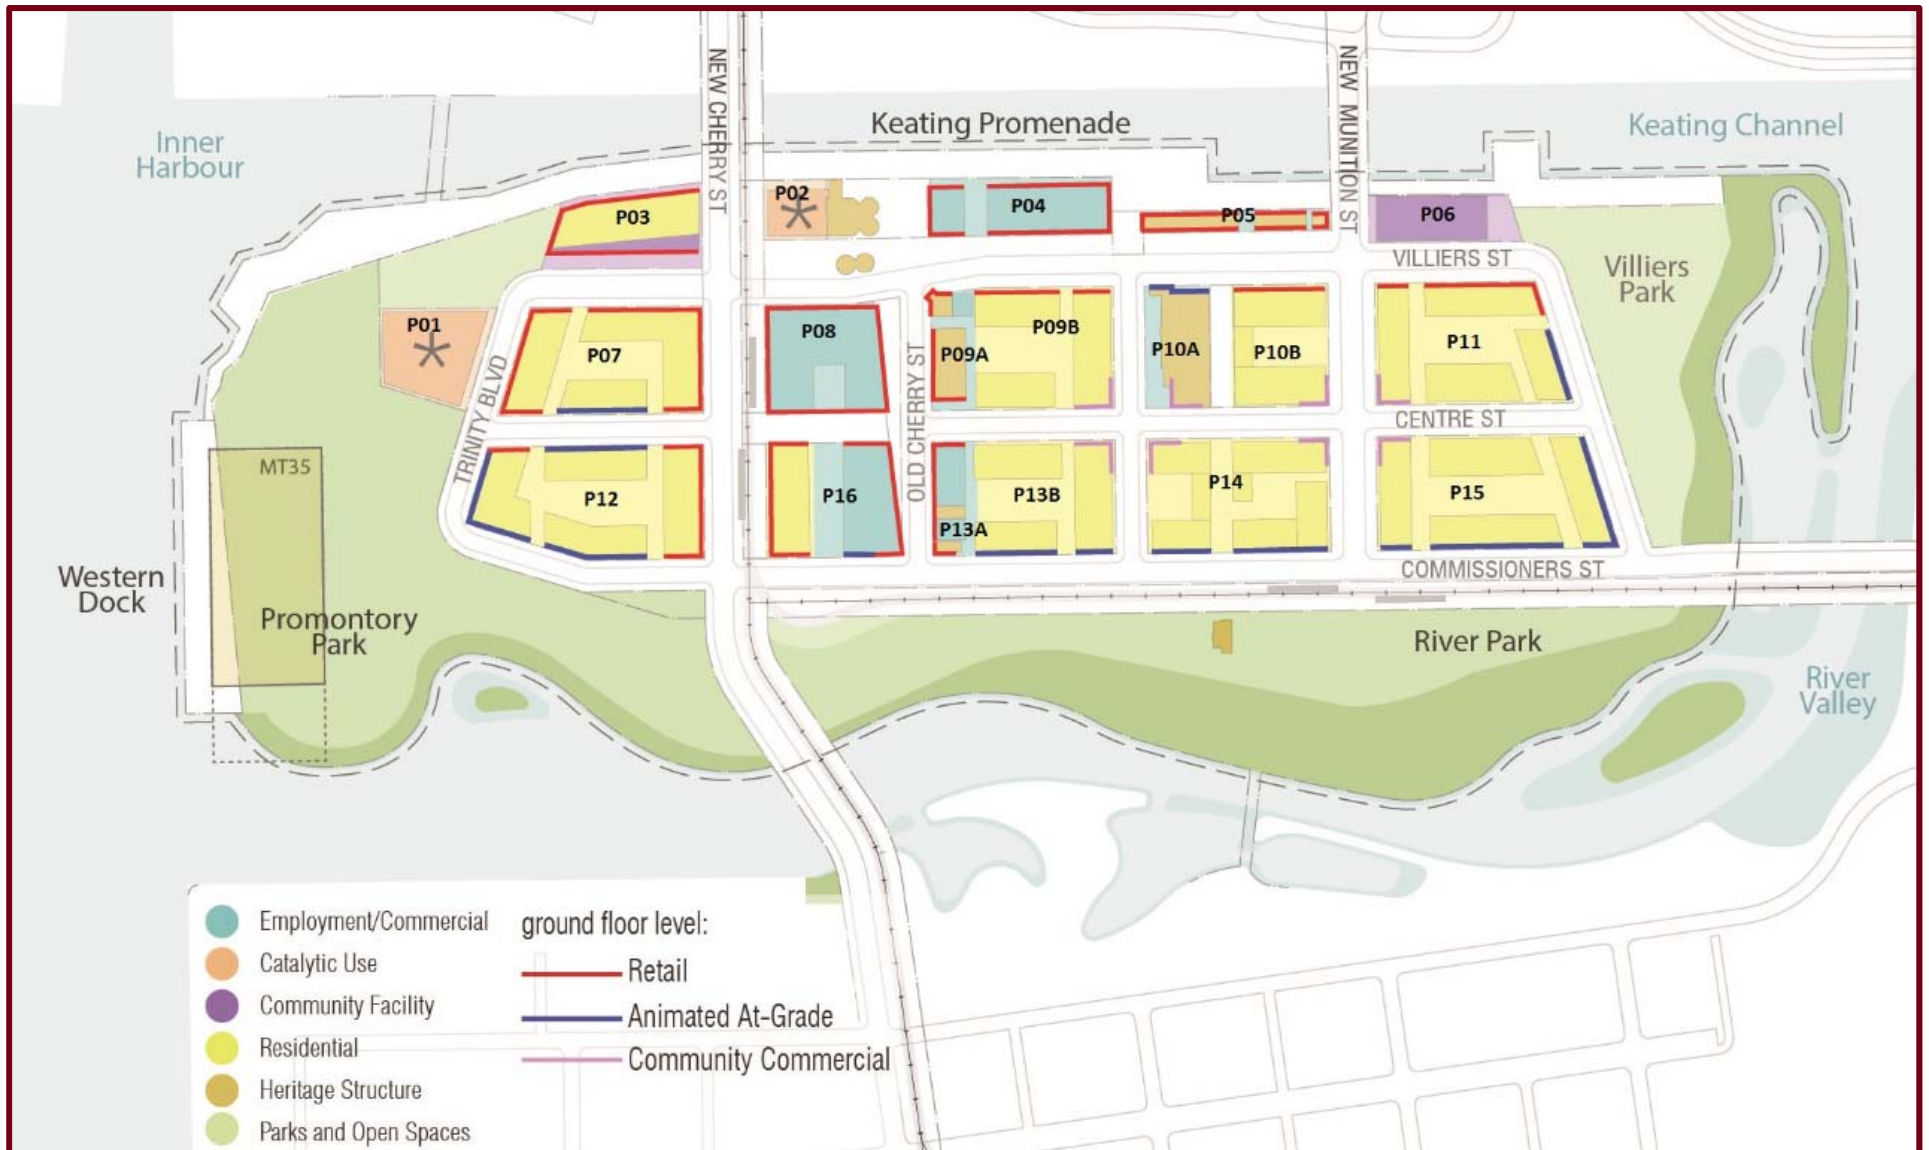 NEW CHERRY ST
NEW MUNITION ST
Keating Promenade
Keating Channel
Inner
Harbour
P02
P03
P04
P05
P06
VILLIERS ST
Villiers
Park
P01
P07
P08
P09A
P09B
P10A
P10B
P11
TRINITY BLVD
OLD CHERRY ST
CENTRE ST
MT35
P12
P16
P13A
P13B
P14
P15
COMMISSIONERS ST
Western
Dock
Promontory
Park
River Park
River
Valley
Employment/Commercial
Catalytic Use
Community Facility
Residential
Heritage Structure
Parks and Open Spaces
ground floor level:
Retail
Animated At-Grade
Community Commercial